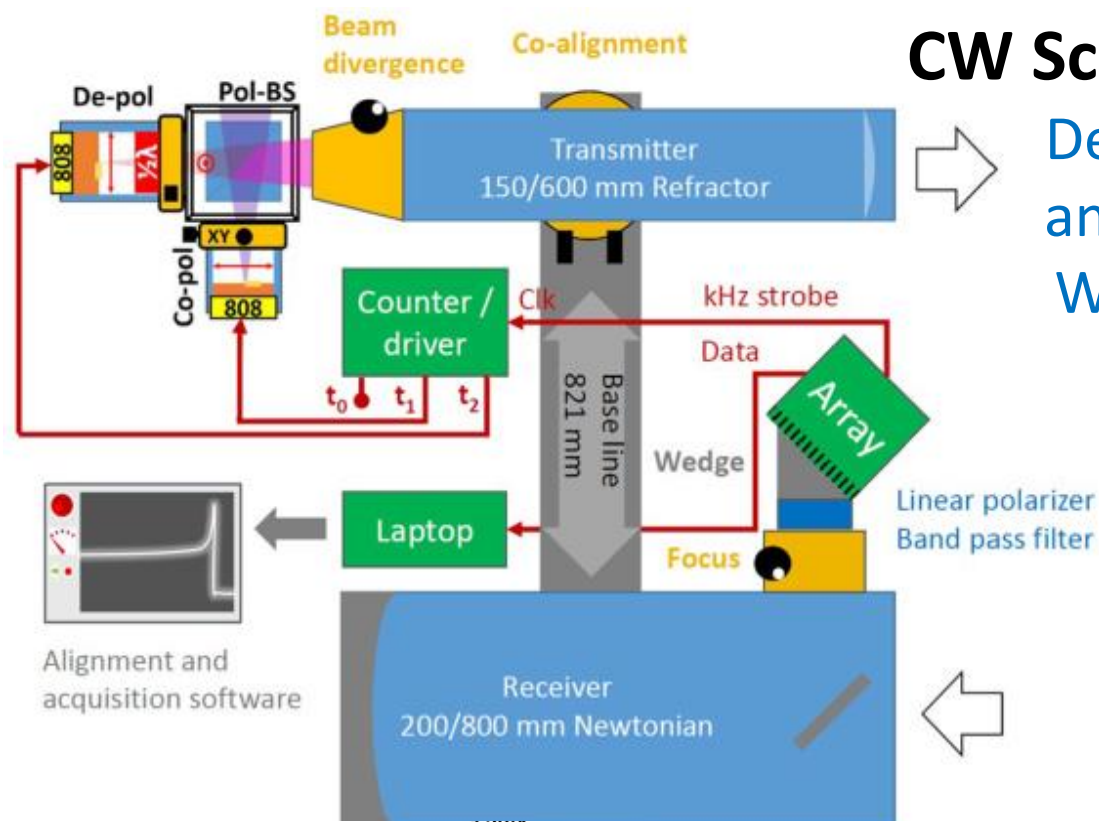 CW Sc
De
an
W
Beam
divergence
Co-alignment
De-pol
Pol-BS
808
λ/2
Transmitter
150/600 mm Refractor
XY
Co-pol
808
Counter /
driver
Clk
kHz strobe
Data
t₀
t₁
t₂
Base line
821 mm
Array
Wedge
Linear polarizer
Band pass filter
Laptop
Focus
Alignment and
acquisition software
Receiver
200/800 mm Newtonian